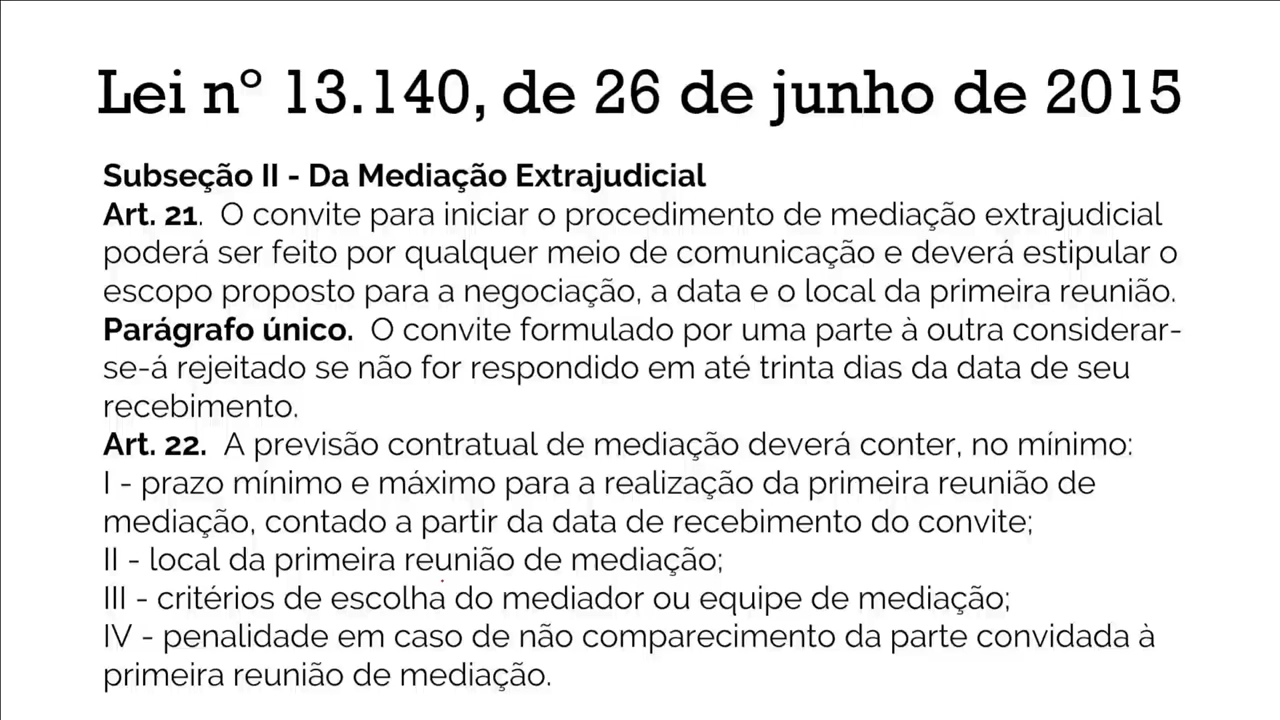 Lei nº 13.140, de 26 de junho de 2015
Subseção II - Da Mediação Extrajudicial
Art. 21.  O convite para iniciar o procedimento de mediação extrajudicial
poderá ser feito por qualquer meio de comunicação e deverá estipular o
escopo proposto para a negociação, a data e o local da primeira reunião.
Parágrafo único.  O convite formulado por uma parte à outra considerar-
se-á rejeitado se não for respondido em até trinta dias da data de seu
recebimento.
Art. 22.  A previsão contratual de mediação deverá conter, no mínimo:
I - prazo mínimo e máximo para a realização da primeira reunião de
mediação, contado a partir da data de recebimento do convite;
II - local da primeira reunião de mediação;
III - critérios de escolha do mediador ou equipe de mediação;
IV - penalidade em caso de não comparecimento da parte convidada à
primeira reunião de mediação.